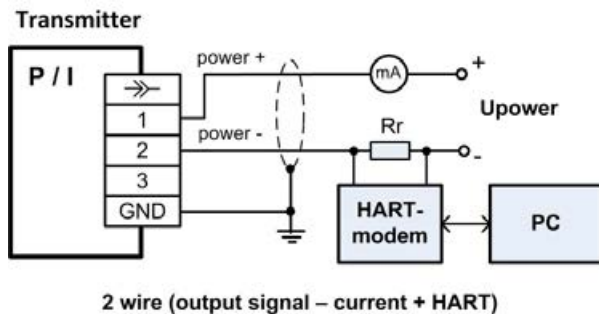 Transmitter
P / I
power +
mA
+
1
Upower
power -
Rr
2
-
3
GND
HART-
modem
PC
2 wire (output signal – current + HART)